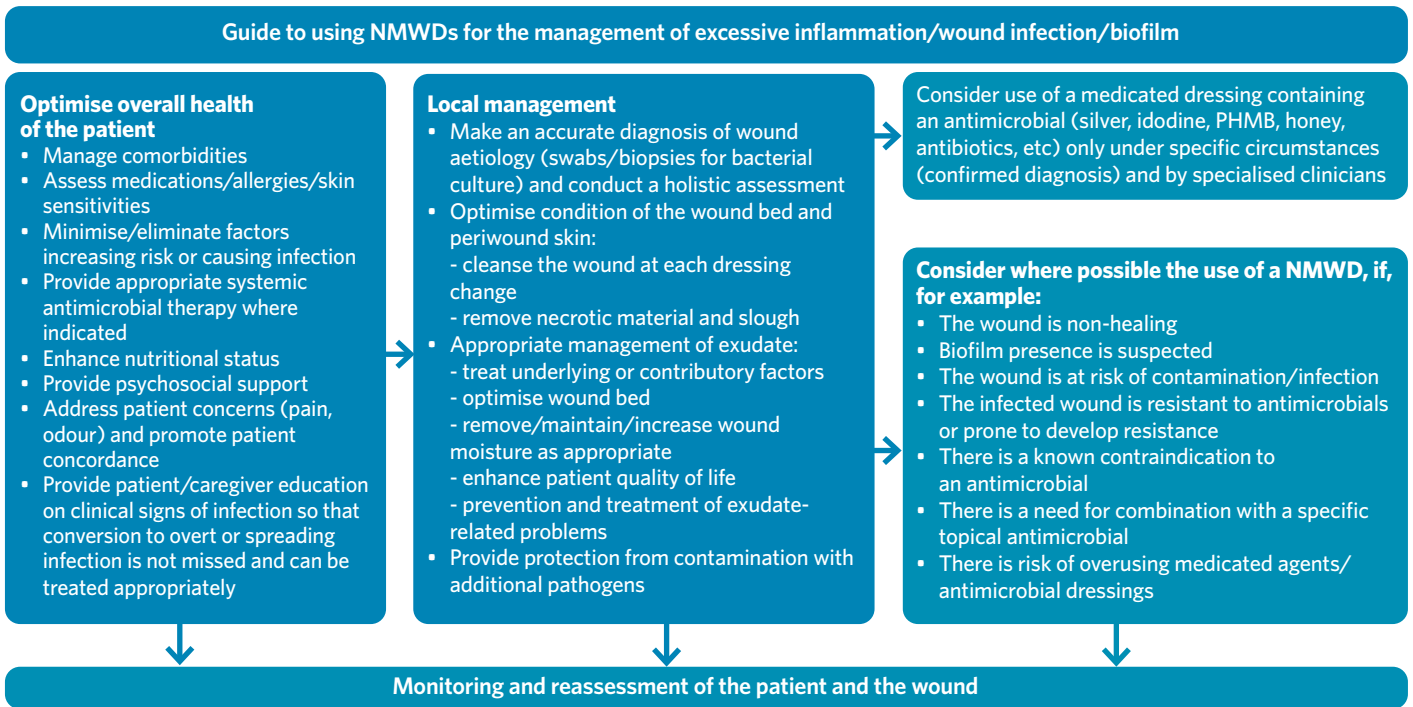 Guide to using NMWDs for the management of excessive inflammation/wound infection/biofilm
Optimise overall health
of the patient
• Manage comorbidities
• Assess medications/allergies/skin
sensitivities
• Minimise/eliminate factors
increasing risk or causing infection
• Provide appropriate systemic
antimicrobial therapy where
indicated
• Enhance nutritional status
• Provide psychosocial support
• Address patient concerns (pain,
odour) and promote patient
concordance
• Provide patient/caregiver education
on clinical signs of infection so that
conversion to overt or spreading
infection is not missed and can be
treated appropriately
Local management
• Make an accurate diagnosis of wound
aetiology (swabs/biopsies for bacterial
culture) and conduct a holistic assessment
• Optimise condition of the wound bed and
periwound skin:
- cleanse the wound at each dressing
change
- remove necrotic material and slough
• Appropriate management of exudate:
- treat underlying or contributory factors
- optimise wound bed
- remove/maintain/increase wound
moisture as appropriate
- enhance patient quality of life
- prevention and treatment of exudate-
related problems
• Provide protection from contamination with
additional pathogens
Consider use of a medicated dressing containing
an antimicrobial (silver, idodine, PHMB, honey,
antibiotics, etc) only under specific circumstances
(confirmed diagnosis) and by specialised clinicians
Consider where possible the use of a NMWD, if,
for example:
• The wound is non-healing
• Biofilm presence is suspected
• The wound is at risk of contamination/infection
• The infected wound is resistant to antimicrobials
or prone to develop resistance
• There is a known contraindication to
an antimicrobial
• There is a need for combination with a specific
topical antimicrobial
• There is risk of overusing medicated agents/
antimicrobial dressings
Monitoring and reassessment of the patient and the wound